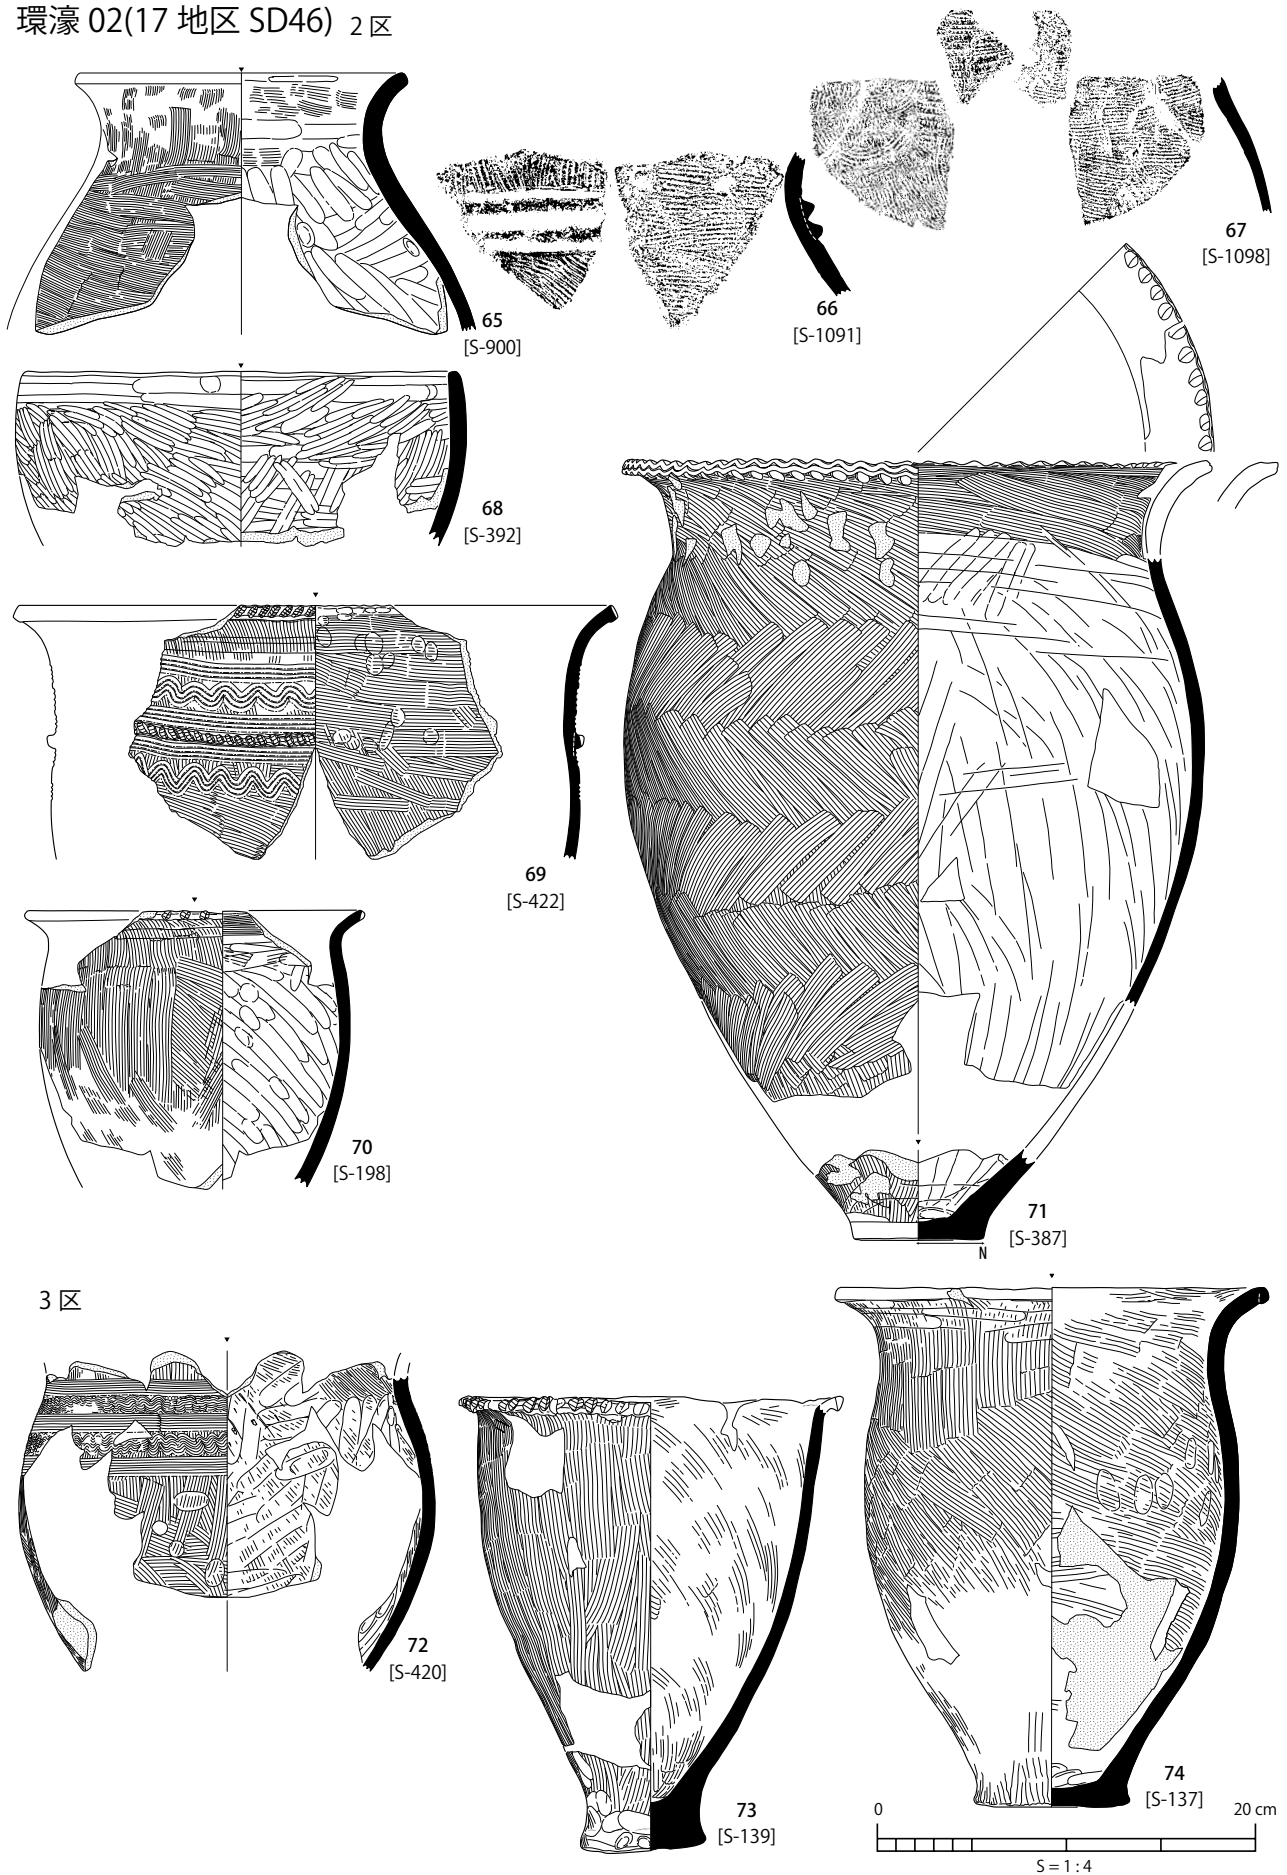 環濠 02(17 地区 SD46) 2 区
65
[S-900]
66
[S-1091]
67
[S-1098]
68
[S-392]
69
[S-422]
70
[S-198]
71
[S-387]
N
3 区
72
[S-420]
73
[S-139]
74
[S-137]
0 20 cm
S = 1 : 4